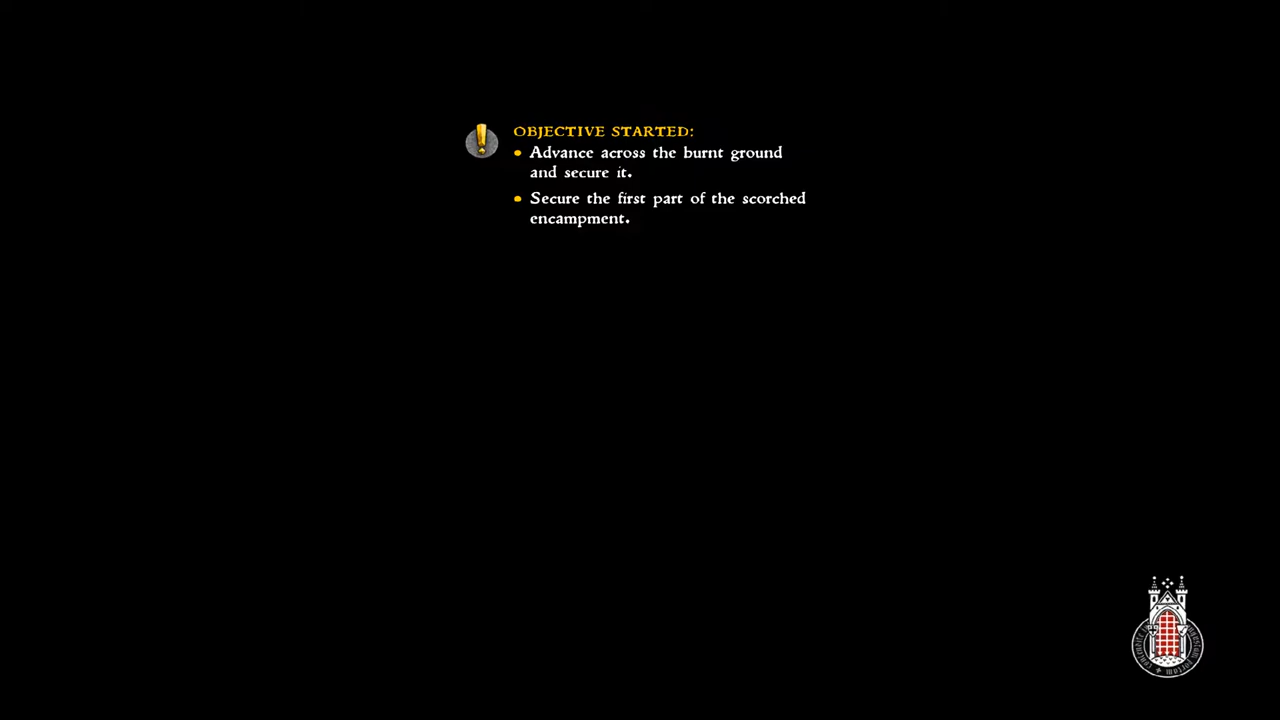 OBJECTIVE STARTED:
• Advance across the burnt ground
and secure it.
• Secure the first part of the scorched
encampment.